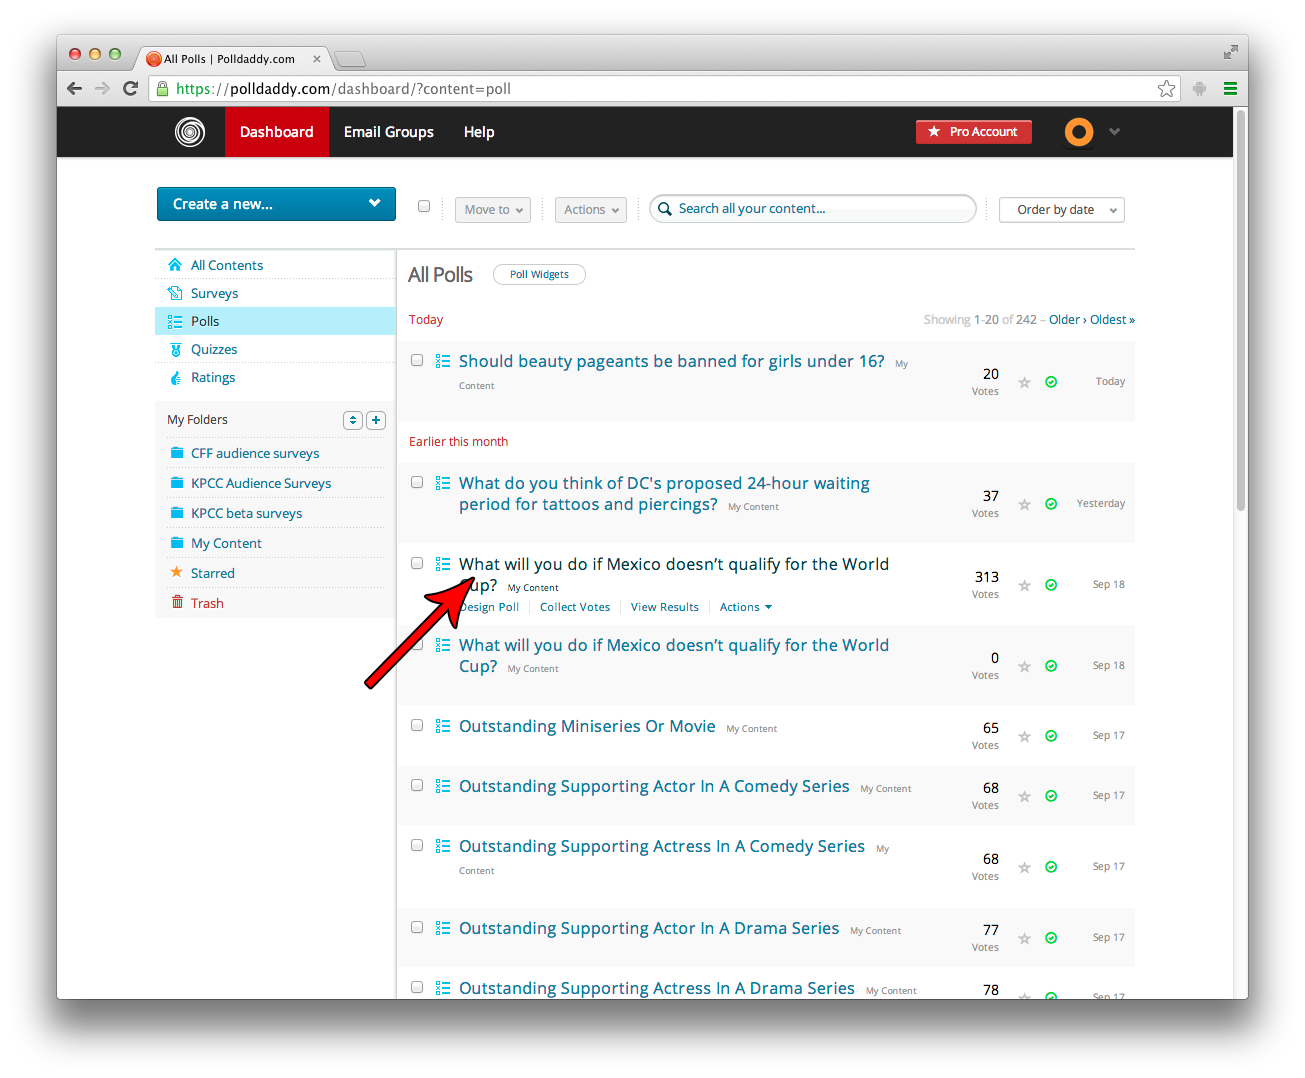 All Polls | Polldaddy.com
https://polldaddy.com/dashboard/?content=poll
Dashboard Email Groups Help Pro Account
Create a new... Move to Actions Search all your content... Order by date
All Contents
Surveys
Polls
Quizzes
Ratings
My Folders
CFF audience surveys
KPCC Audience Surveys
KPCC beta surveys
My Content
Starred
Trash
All Polls Poll Widgets
Today Showing 1-20 of 242 – Older › Oldest »
Should beauty pageants be banned for girls under 16? My
Content
20
Votes
Today
Earlier this month
What do you think of DC's proposed 24-hour waiting
period for tattoos and piercings? My Content
37
Votes
Yesterday
What will you do if Mexico doesn’t qualify for the World
Cup? My Content
Design Poll Collect Votes View Results Actions
313
Votes
Sep 18
What will you do if Mexico doesn’t qualify for the World
Cup? My Content
0
Votes
Sep 18
Outstanding Miniseries Or Movie My Content
65
Votes
Sep 17
Outstanding Supporting Actor In A Comedy Series My Content
68
Votes
Sep 17
Outstanding Supporting Actress In A Comedy Series My
Content
68
Votes
Sep 17
Outstanding Supporting Actor In A Drama Series My Content
77
Votes
Sep 17
Outstanding Supporting Actress In A Drama Series My Content
78
Sep 17